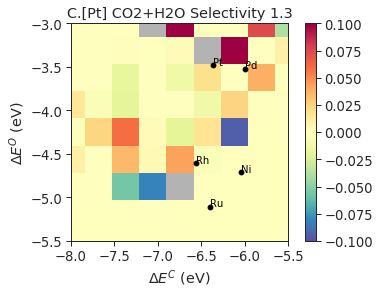 C.[Pt] CO2+H2O Selectivity 1.3
−3.0
−3.5
−4.0
−4.5
−5.0
−5.5
ΔE^O (eV)
Pt
Pd
Rh
Ni
Ru
−8.0 −7.5 −7.0 −6.5 −6.0 −5.5
ΔE^C (eV)
0.100
0.075
0.050
0.025
0.000
−0.025
−0.050
−0.075
−0.100